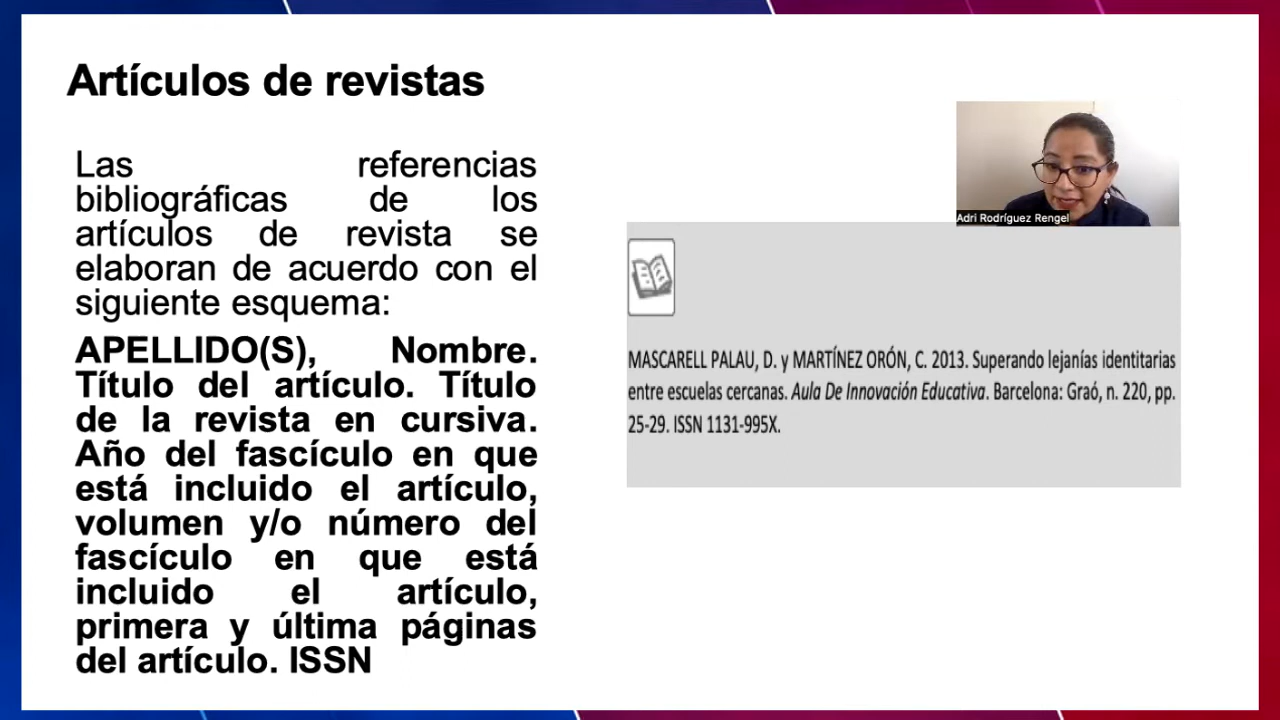 Artículos de revistas
Las referencias
bibliográficas de los
artículos de revista se
elaboran de acuerdo con el
siguiente esquema:
APELLIDO(S), Nombre.
Título del artículo. Título
de la revista en cursiva.
Año del fascículo en que
está incluido el artículo,
volumen y/o número del
fascículo en que está
incluido el artículo,
primera y última páginas
del artículo. ISSN
Adri Rodríguez Rengel
MASCARELL PALAU, D. y MARTÍNEZ ORÓN, C. 2013. Superando lejanías identitarias
entre escuelas cercanas. Aula De Innovación Educativa. Barcelona: Graó, n. 220, pp.
25-29. ISSN 1131-995X.